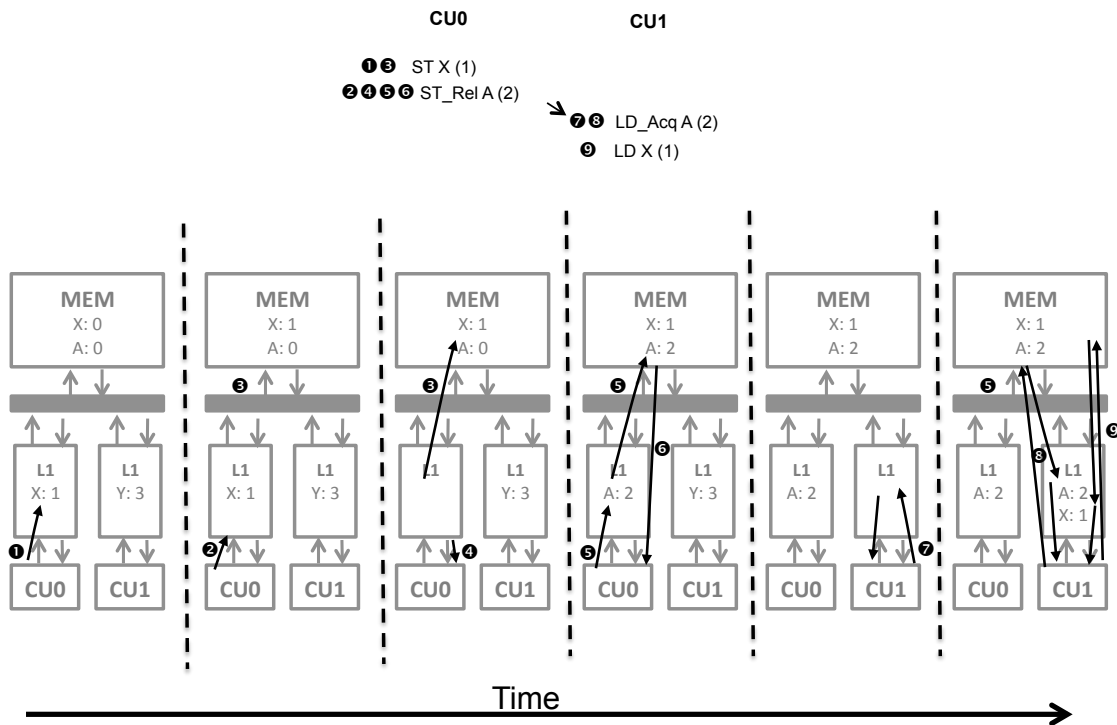 CU0 CU1
❶❸ ST X (1)
❷❹❺❻ ST_Rel A (2)
❼❽ LD_Acq A (2)
❾ LD X (1)
MEM MEM MEM MEM MEM MEM
X: 0 X: 1 X: 1 X: 1 X: 1 X: 1
A: 0 A: 0 A: 0 A: 2 A: 2 A: 2
❸ ❸ ❺ ❺
❻ ❽ ❾
L1 L1 L1 L1 L1 L1 L1 L1 L1 L1 L1 L1
X: 1 Y: 3 X: 1 Y: 3 Y: 3 A: 2 Y: 3 A: 2 A: 2 A: 2
X: 1
❶ ❷ ❹ ❺ ❼
CU0 CU1 CU0 CU1 CU0 CU1 CU0 CU1 CU0 CU1 CU0 CU1
Time